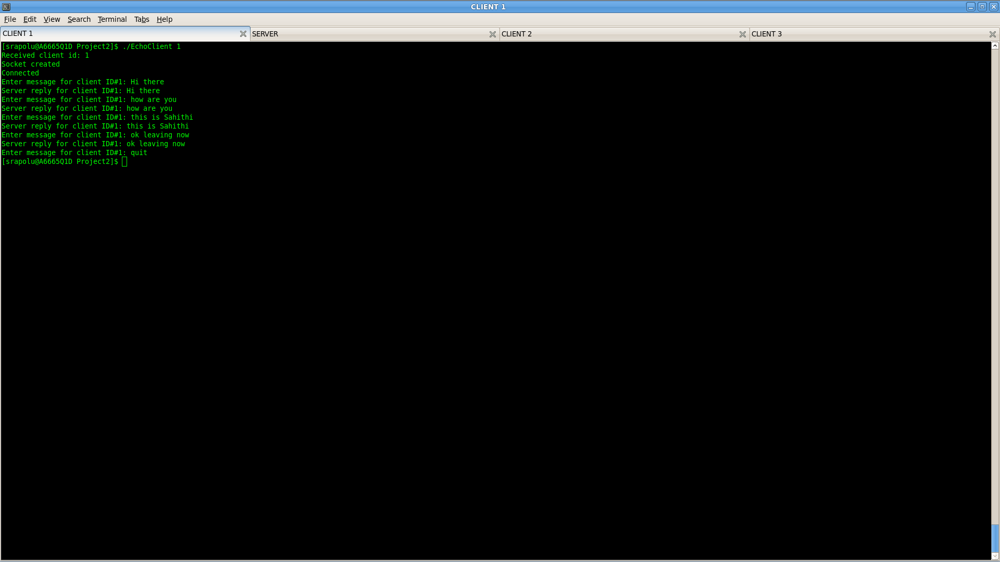 CLIENT 1
File Edit View Search Terminal Tabs Help
CLIENT 1 SERVER CLIENT 2 CLIENT 3
[srapolu@A6665Q1D Project2]$ ./EchoClient 1
Received client id: 1
Socket created
Connected
Enter message for client ID#1: Hi there
Server reply for client ID#1: Hi there
Enter message for client ID#1: how are you
Server reply for client ID#1: how are you
Enter message for client ID#1: this is Sahithi
Server reply for client ID#1: this is Sahithi
Enter message for client ID#1: ok leaving now
Server reply for client ID#1: ok leaving now
Enter message for client ID#1: quit
[srapolu@A6665Q1D Project2]$